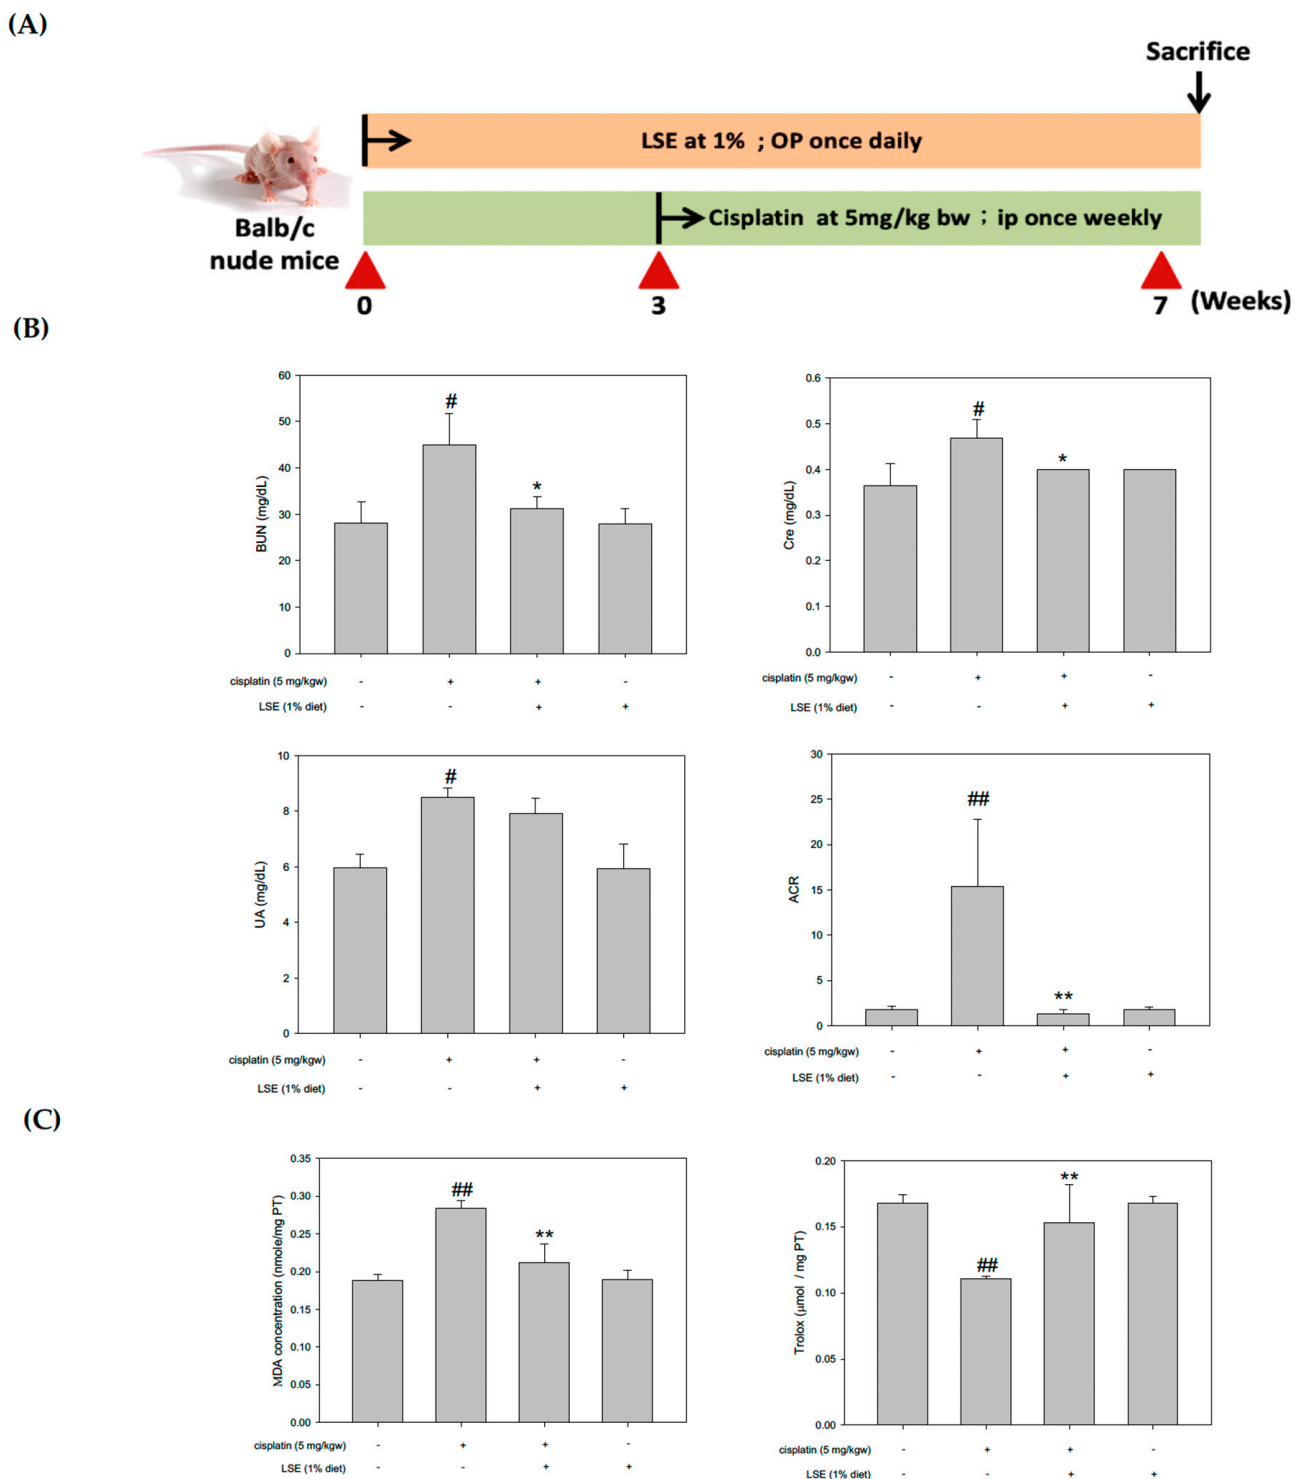 (A)
Sacrifice
LSE at 1% ; OP once daily
Cisplatin at 5mg/kg bw ; ip once weekly
Balb/c
nude mice
0 3 7 (Weeks)
(B)
60
50
40
30
20
10
0
BUN (mg/dL)
#
*
cisplatin (5 mg/kgw) - + + -
LSE (1% diet) - - + +
0.6
0.5
0.4
0.3
0.2
0.1
0.0
Cre (mg/dL)
#
*
cisplatin (5 mg/kgw) - + + -
LSE (1% diet) - - + +
10
8
6
4
2
0
UA (mg/dL)
#
cisplatin (5 mg/kgw) - + + -
LSE (1% diet) - - + +
30
25
20
15
10
5
0
ACR
##
**
cisplatin (5 mg/kgw) - + + -
LSE (1% diet) - - + +
(C)
0.35
0.30
0.25
0.20
0.15
0.10
0.05
0.00
MDA concentration (nmole/mg PT)
##
**
cisplatin (5 mg/kgw) - + + -
LSE (1% diet) - - + +
0.20
0.15
0.10
0.05
0.00
Trolox (μmol / mg PT)
##
**
cisplatin (5 mg/kgw) - + + -
LSE (1% diet) - - + +